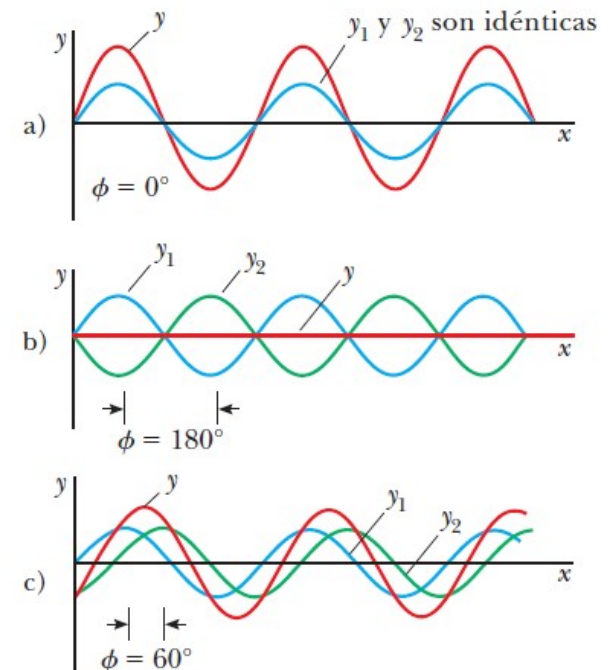 y
y
y₁ y y₂ son idénticas
a)
x
ϕ = 0°
y
y₁
y₂
y
b)
x
ϕ = 180°
y
y
y₁
y₂
c)
x
ϕ = 60°